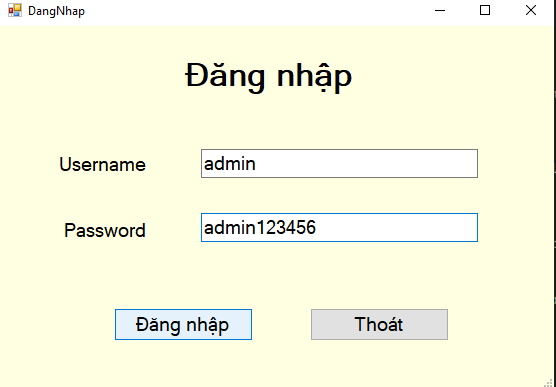 DangNhap
Đăng nhập
Username
admin
Password
admin123456
Đăng nhập
Thoát